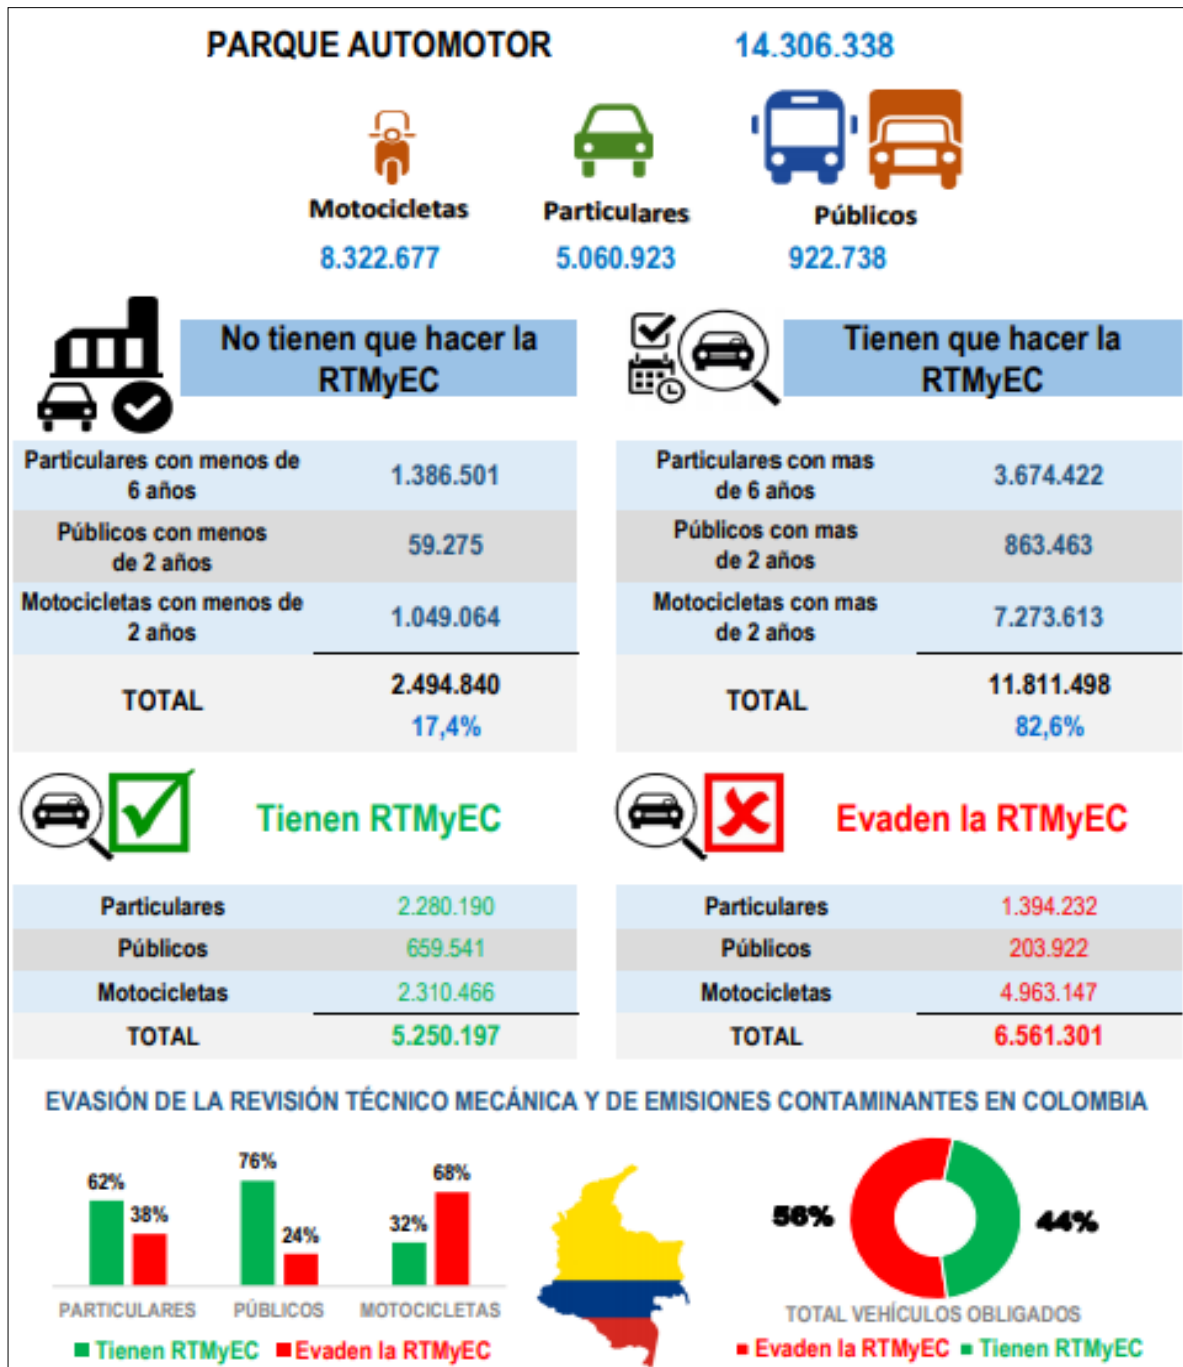 PARQUE AUTOMOTOR 14.306.338
Motocicletas Particulares Públicos
8.322.677 5.060.923 922.738
No tienen que hacer la
RTMyEC
Particulares con menos de
6 años
1.386.501
Públicos con menos
de 2 años
59.275
Motocicletas con menos de
2 años
1.049.064
TOTAL
2.494.840
17,4%
Tienen que hacer la
RTMyEC
Particulares con mas
de 6 años
3.674.422
Públicos con mas
de 2 años
863.463
Motocicletas con mas
de 2 años
7.273.613
TOTAL
11.811.498
82,6%
Tienen RTMyEC
Particulares 2.280.190
Públicos 659.541
Motocicletas 2.310.466
TOTAL 5.250.197
Evaden la RTMyEC
Particulares 1.394.232
Públicos 203.922
Motocicletas 4.963.147
TOTAL 6.561.301
EVASIÓN DE LA REVISIÓN TÉCNICO MECÁNICA Y DE EMISIONES CONTAMINANTES EN COLOMBIA
62% 38% 76% 24% 32% 68%
PARTICULARES PÚBLICOS MOTOCICLETAS
Tienen RTMyEC Evaden la RTMyEC
56% 44%
TOTAL VEHÍCULOS OBLIGADOS
Evaden la RTMyEC Tienen RTMyEC